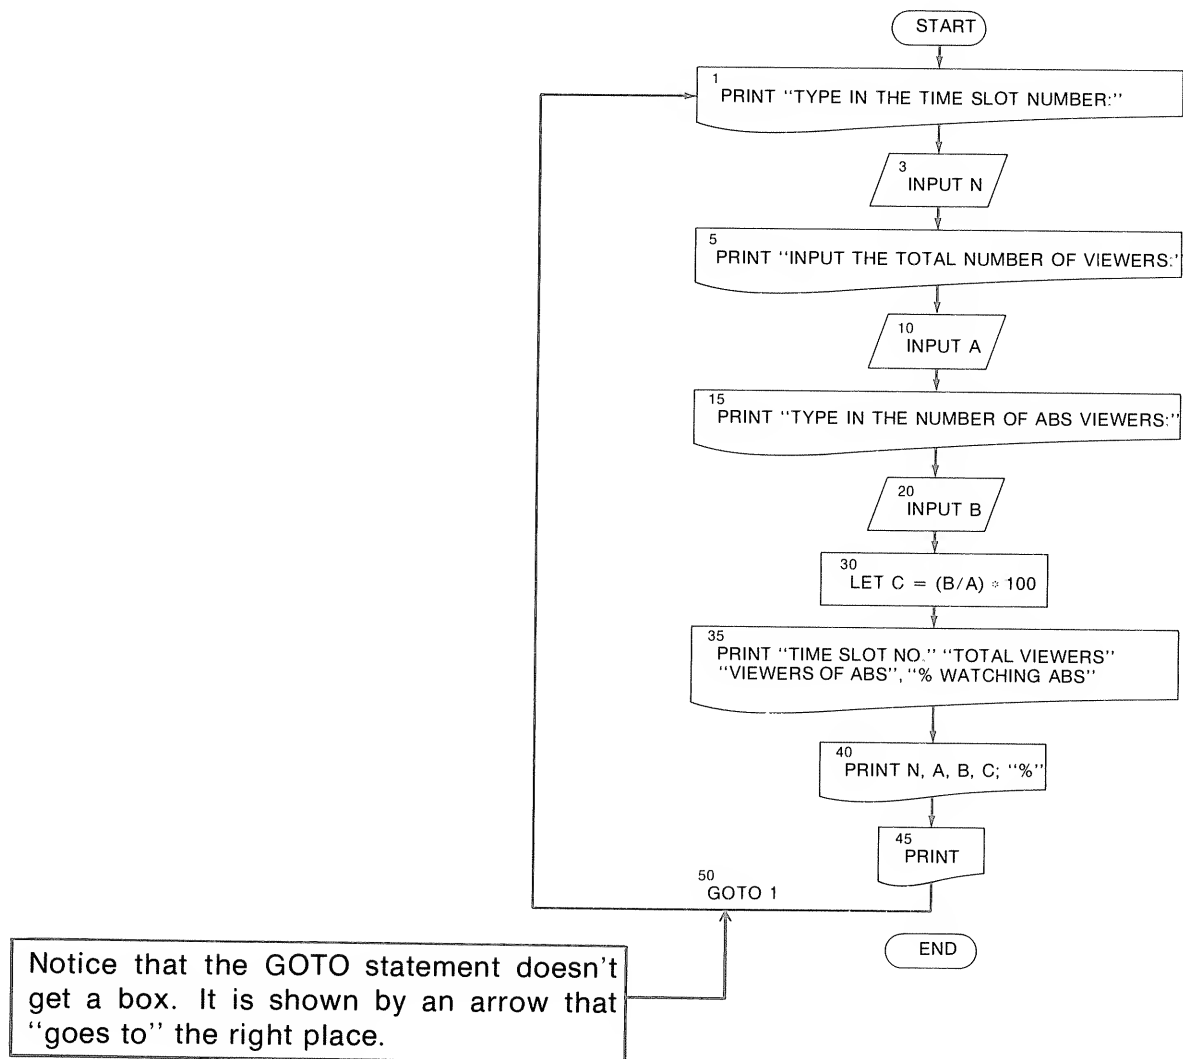 START
1
PRINT ‘‘TYPE IN THE TIME SLOT NUMBER:’’
3
INPUT N
5
PRINT ‘‘INPUT THE TOTAL NUMBER OF VIEWERS:’’
10
INPUT A
15
PRINT ‘‘TYPE IN THE NUMBER OF ABS VIEWERS:’’
20
INPUT B
30
LET C = (B/A) * 100
35
PRINT ‘‘TIME SLOT NO.’’ ‘‘TOTAL VIEWERS’’
‘‘VIEWERS OF ABS’’, ‘‘% WATCHING ABS’’
40
PRINT N, A, B, C; ‘‘%’’
45
PRINT
50
GOTO 1
END
Notice that the GOTO statement doesn't
get a box. It is shown by an arrow that
‘‘goes to’’ the right place.